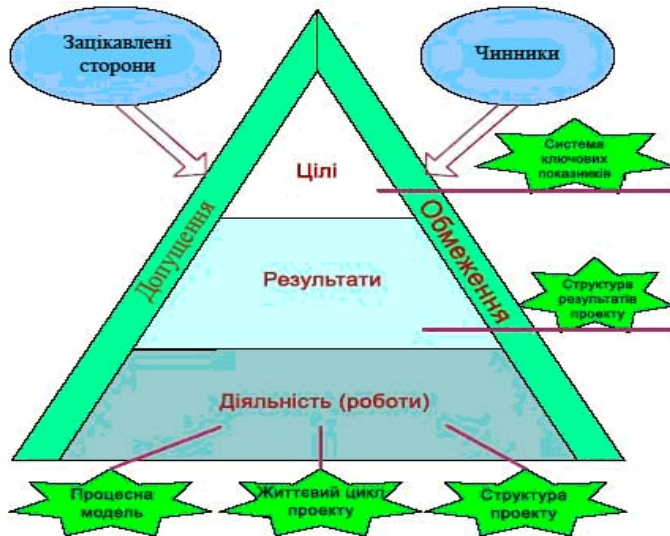 Зацікавлені
сторони
Чинники
Система
ключових
показників
Цілі
Допущення
Обмеження
Результати
Структура
результатів
проекту
Діяльність (роботи)
Процесна
модель
Життєвий цикл
проекту
Структура
проекту